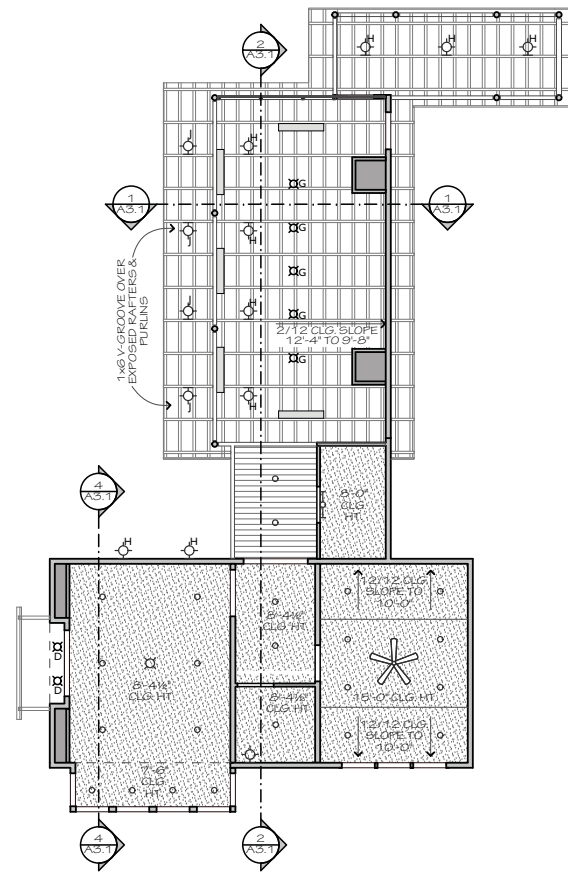 2
A3.1
H
H
H
J
H
G
1
A3.1
1
A3.1
G
J
H
G
1x6 V-GROOVE OVER
EXPOSED RAFTERS &
PURLINS
J
H
G
2/12 CLG. SLOPE
12'-4" TO 9'-8"
G
J
H
4
A3.1
8'-0"
CLG.
HT.
H
H
12/12 CLG.
SLOPE TO
10'-0"
8'-4½"
CLG. HT.
D
D
8'-4½"
CLG. HT.
8'-4½"
CLG. HT.
15'-0" CLG. HT.
12/12 CLG.
SLOPE TO
10'-0"
7'-6"
CLG.
HT.
4
A3.1
2
A3.1